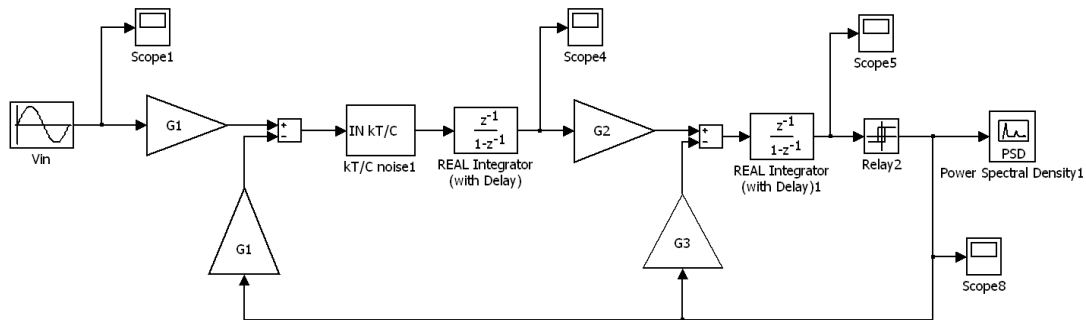 Scope1
Scope4
Scope5
Vin
G1
+
−
IN kT/C
kT/C noise1
z-1
1-z-1
REAL Integrator
(with Delay)
G2
+
−
z-1
1-z-1
REAL Integrator
(with Delay)1
Relay2
PSD
Power Spectral Density1
G1
G3
Scope8